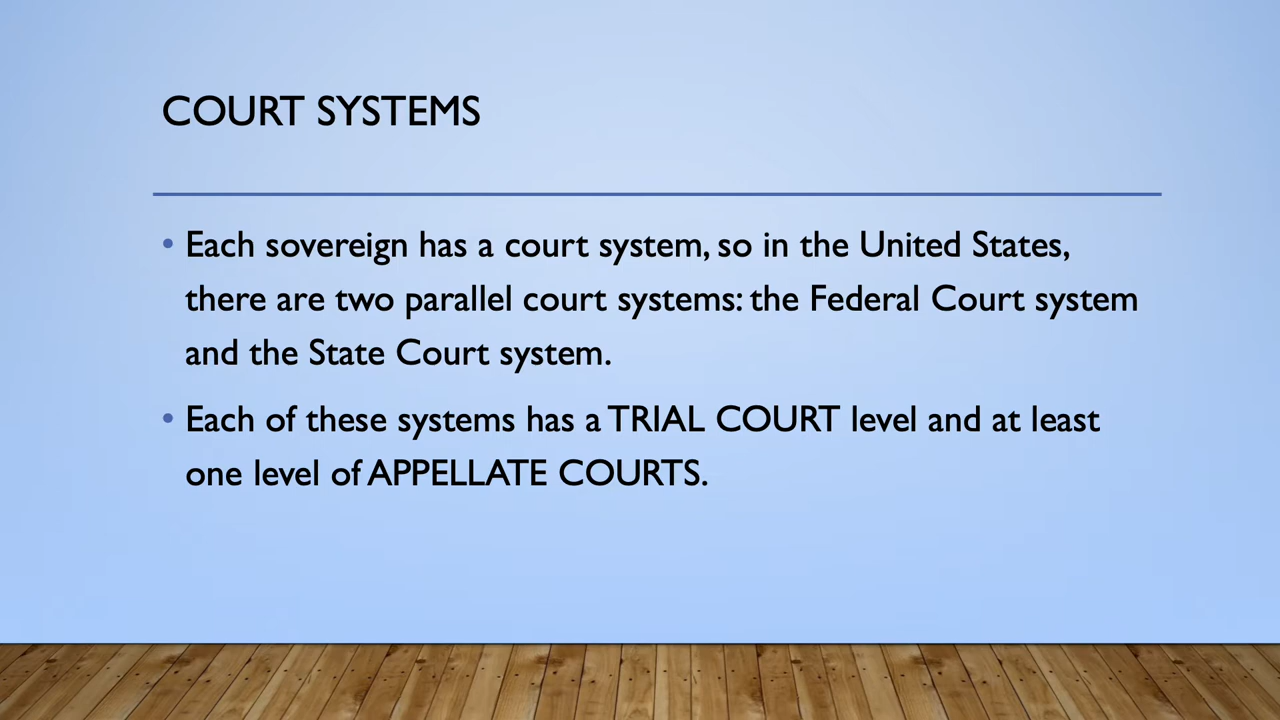 COURT SYSTEMS
• Each sovereign has a court system, so in the United States,
there are two parallel court systems: the Federal Court system
and the State Court system.
• Each of these systems has a TRIAL COURT level and at least
one level of APPELLATE COURTS.